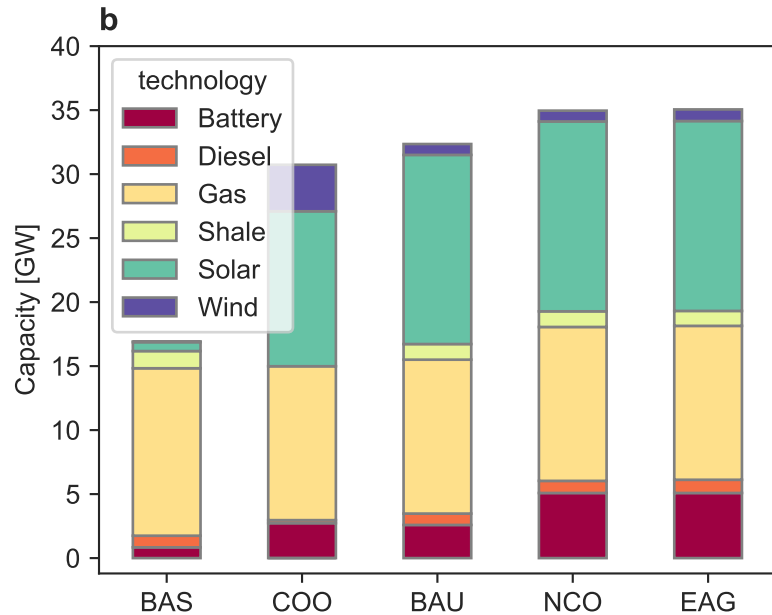 b
40
35
30
25
20
15
10
5
0
Capacity [GW]
technology
Battery
Diesel
Gas
Shale
Solar
Wind
BAS COO BAU NCO EAG